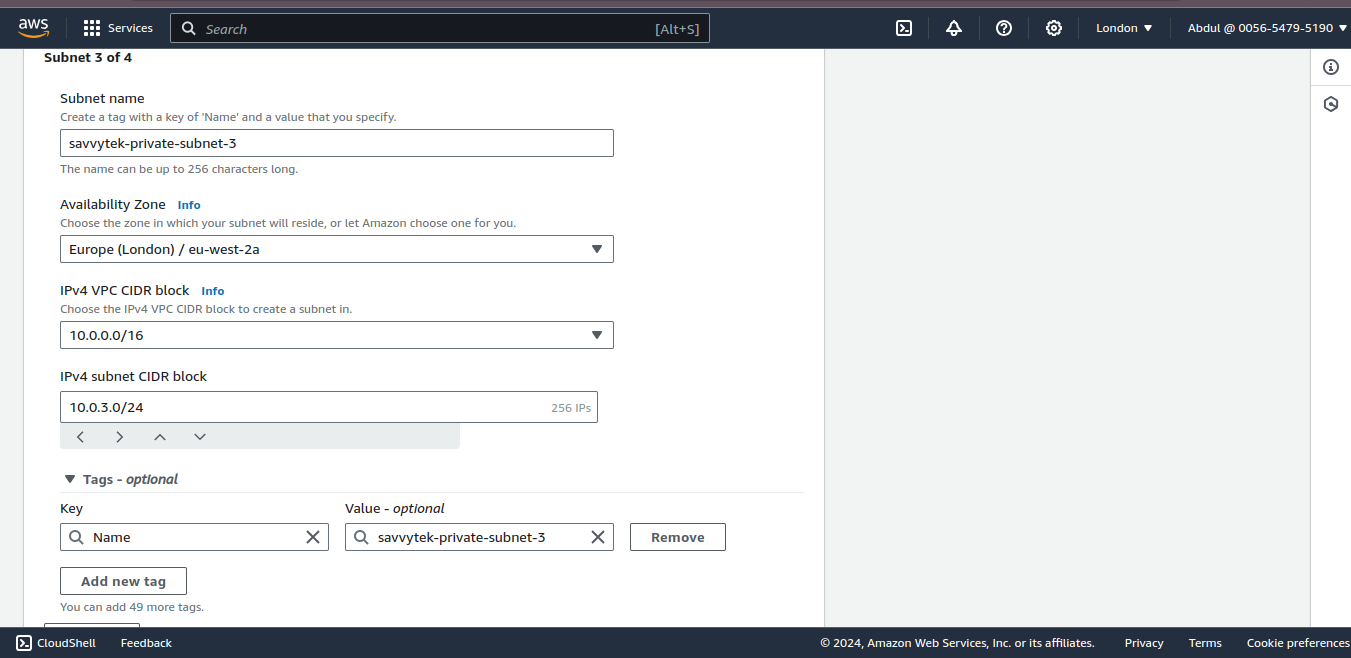 aws Services Search [Alt+S] London Abdul @ 0056-5479-5190
Subnet 3 of 4
Subnet name
Create a tag with a key of 'Name' and a value that you specify.
savvytek-private-subnet-3
The name can be up to 256 characters long.
Availability Zone Info
Choose the zone in which your subnet will reside, or let Amazon choose one for you.
Europe (London) / eu-west-2a
IPv4 VPC CIDR block Info
Choose the IPv4 VPC CIDR block to create a subnet in.
10.0.0.0/16
IPv4 subnet CIDR block
10.0.3.0/24 256 IPs
Tags - optional
Key Value - optional
Name savvytek-private-subnet-3 Remove
Add new tag
You can add 49 more tags.
CloudShell Feedback © 2024, Amazon Web Services, Inc. or its affiliates. Privacy Terms Cookie preferences